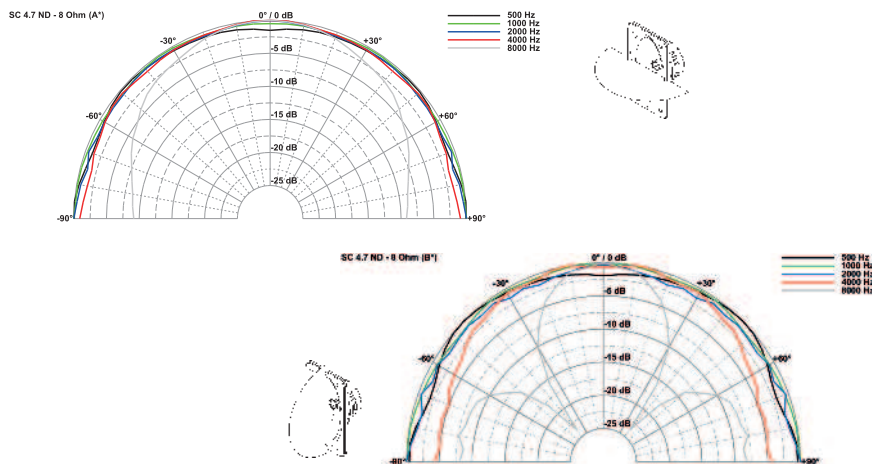 SC 4.7 ND - 8 Ohm (A*)
0° / 0 dB
500 Hz
1000 Hz
2000 Hz
4000 Hz
8000 Hz
-30°
+30°
-5 dB
-10 dB
-60°
+60°
-15 dB
-20 dB
-25 dB
-90°
+90°
SC 4.7 ND - 8 Ohm (B*)
0° / 0 dB
500 Hz
1000 Hz
2000 Hz
4000 Hz
8000 Hz
-30°
+30°
-5 dB
-10 dB
-60°
+60°
-15 dB
-20 dB
-25 dB
-90°
+90°